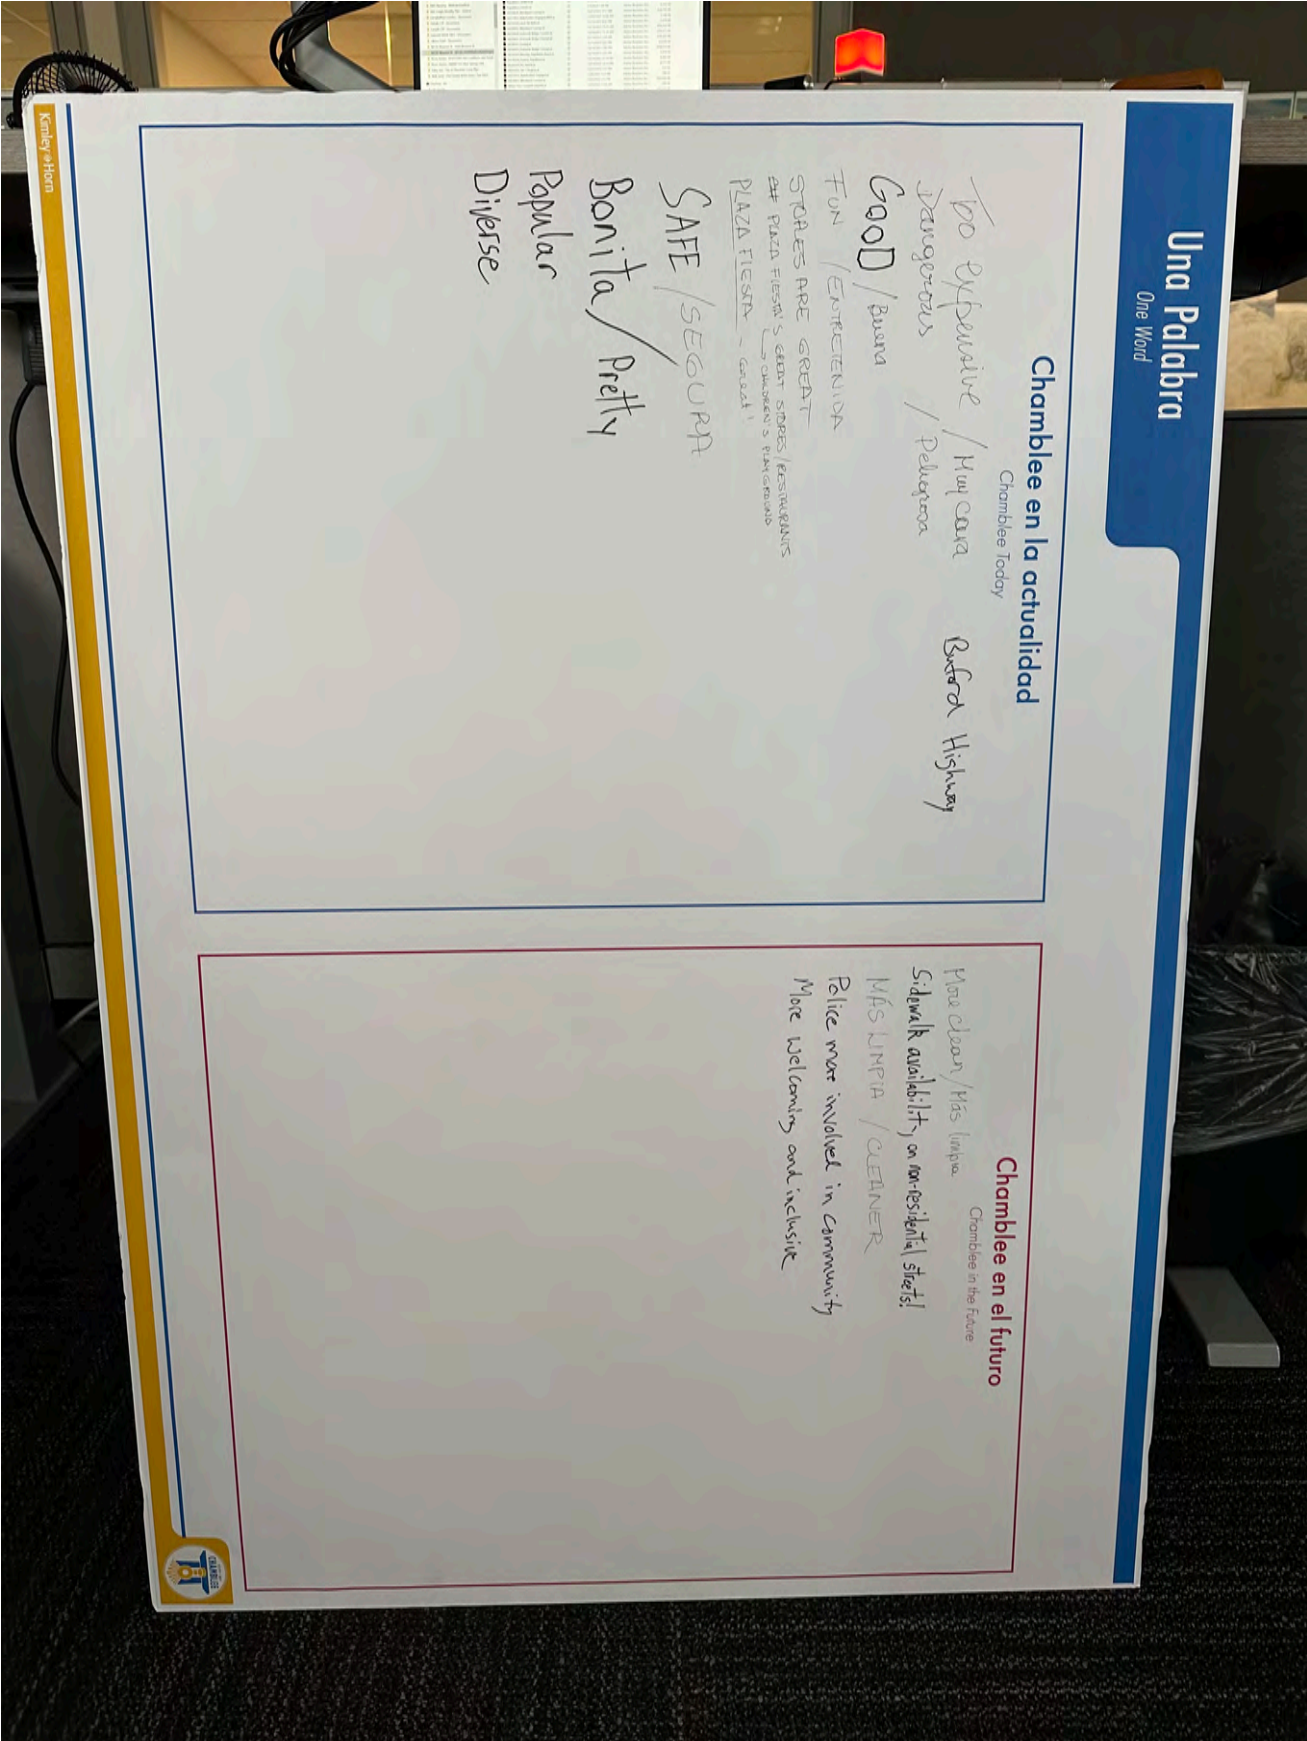 Una Palabra
One Word
Chamblee en la actualidad
Chamblee Today
Too expensive / Muy cara
Buford Highway
Dangerous / Peligrosa
GOOD / Buena
FUN / ENTRETENIDA
STORES ARE GREAT
PLAZA FIESTA'S GREAT STORES / RESTAURANTS
CHILDREN'S PLAYGROUND
PLAZA FIESTA - Great!
SAFE / SEGURA
Bonita / Pretty
Popular
Diverse
Chamblee en el futuro
Chamblee in the Future
More clean / Más limpia
Sidewalk availability on non-residential streets!
MÁS LIMPIA / CLEANER
Police more involved in community
More welcoming and inclusive
Kimley Horn
CHAMBLEE